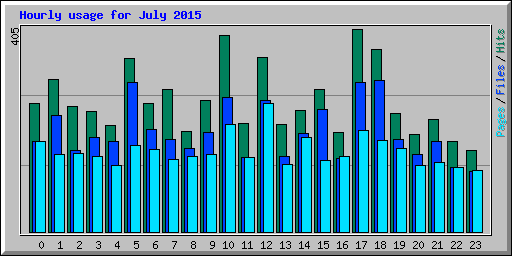 Hourly usage for July 2015
405
Pages/Files/Hits
0 1 2 3 4 5 6 7 8 9 10 11 12 13 14 15 16 17 18 19 20 21 22 23